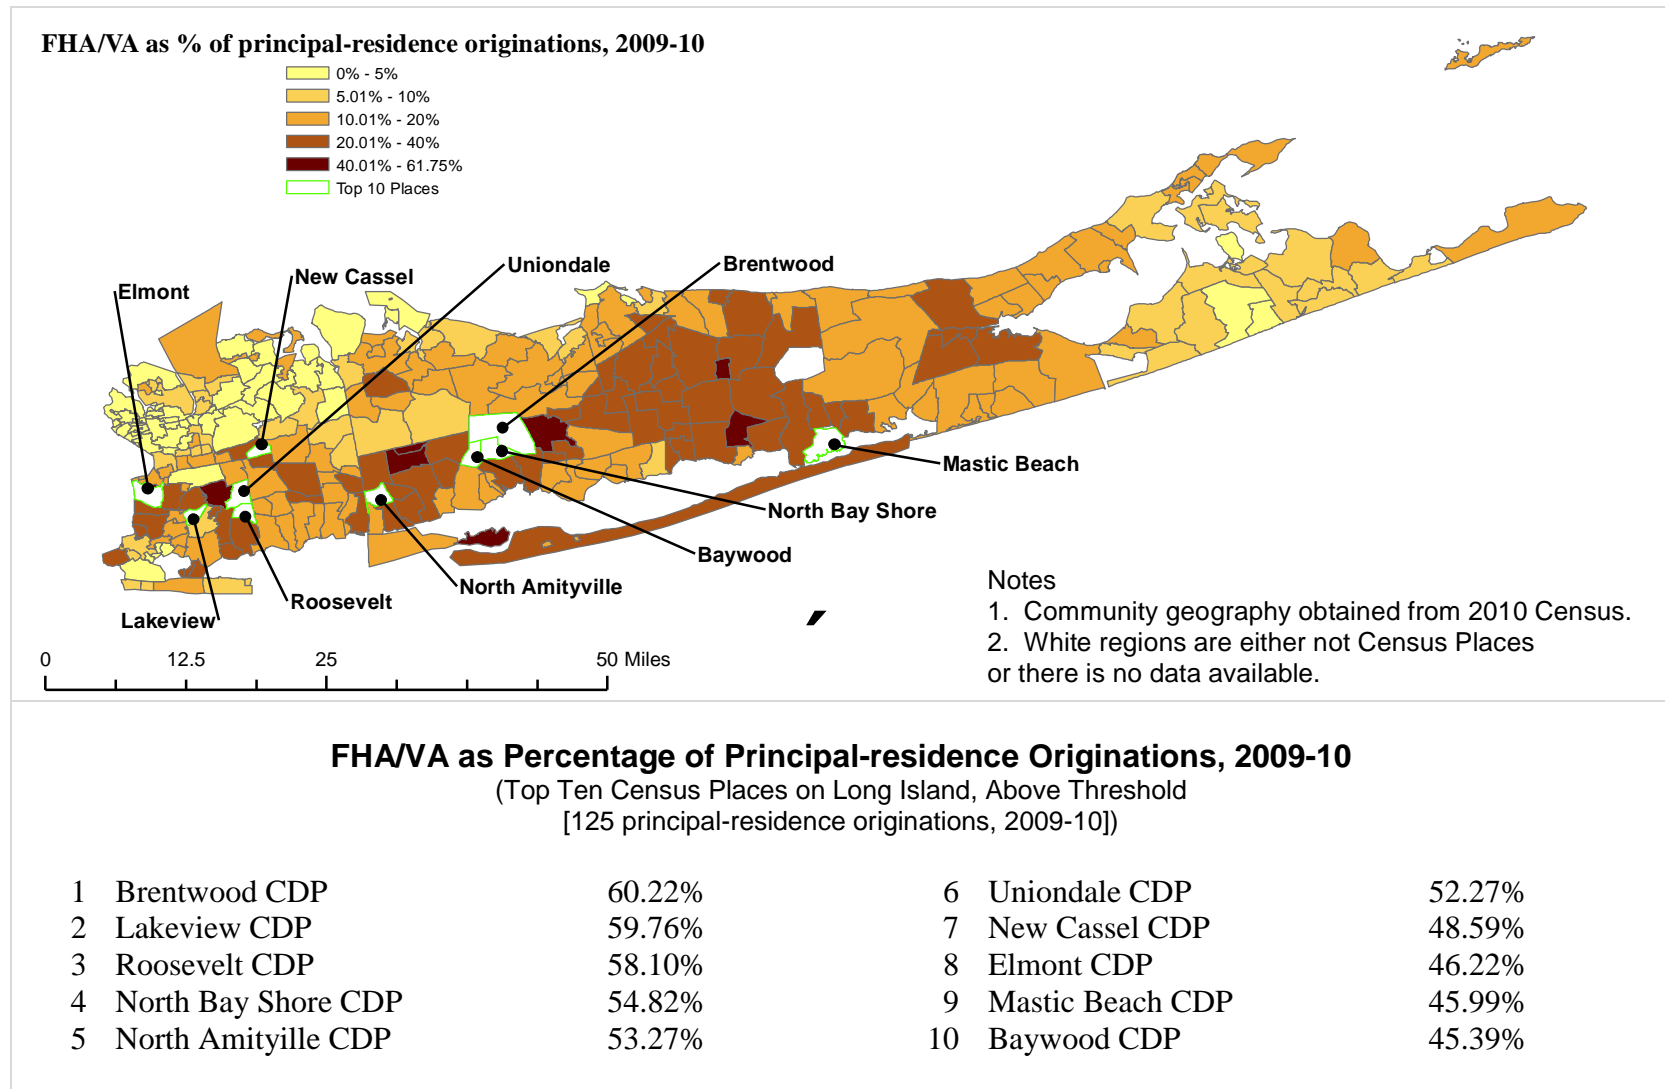 FHA/VA as % of principal-residence originations, 2009-10
0% - 5%
5.01% - 10%
10.01% - 20%
20.01% - 40%
40.01% - 61.75%
Top 10 Places
Elmont
New Cassel
Uniondale
Brentwood
Mastic Beach
North Bay Shore
Baywood
North Amityville
Roosevelt
Lakeview
0 12.5 25 50 Miles
Notes
1. Community geography obtained from 2010 Census.
2. White regions are either not Census Places
or there is no data available.
FHA/VA as Percentage of Principal-residence Originations, 2009-10
(Top Ten Census Places on Long Island, Above Threshold
[125 principal-residence originations, 2009-10])
1 Brentwood CDP 60.22% 6 Uniondale CDP 52.27%
2 Lakeview CDP 59.76% 7 New Cassel CDP 48.59%
3 Roosevelt CDP 58.10% 8 Elmont CDP 46.22%
4 North Bay Shore CDP 54.82% 9 Mastic Beach CDP 45.99%
5 North Amityille CDP 53.27% 10 Baywood CDP 45.39%